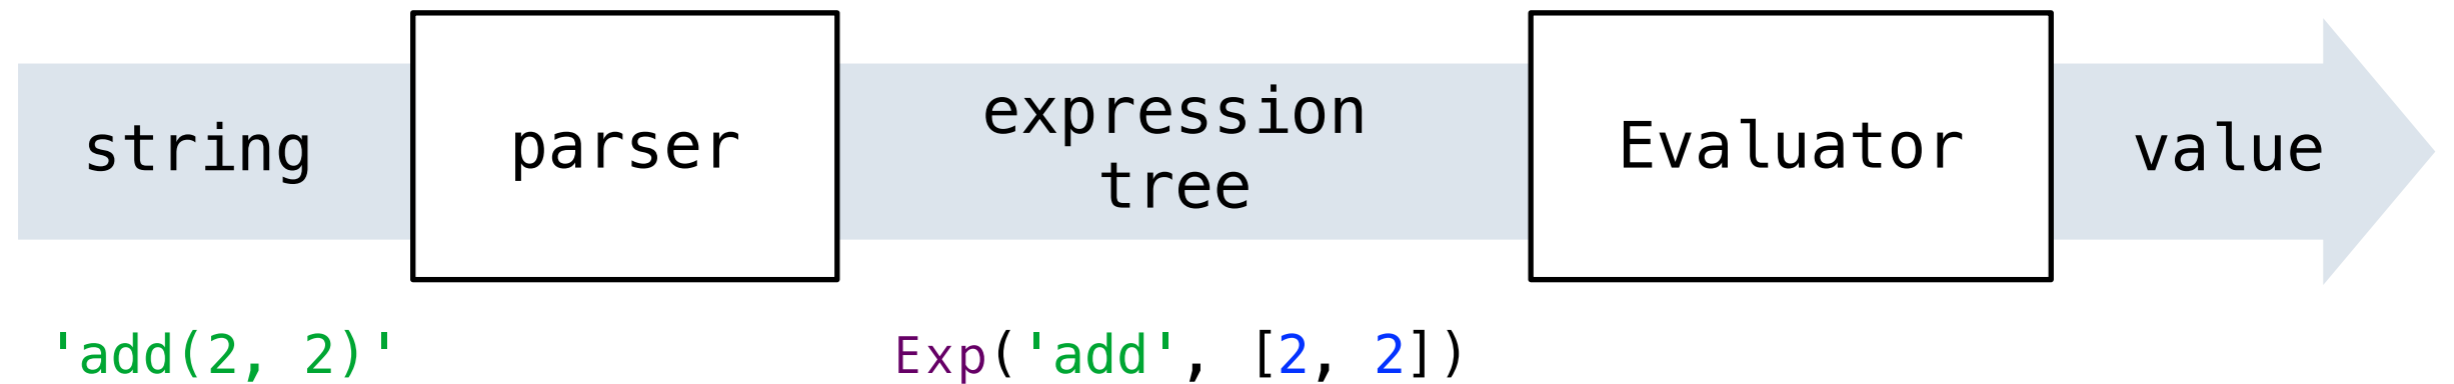 string
parser
expression
tree
Evaluator
value
'add(2, 2)'
Exp('add', [2, 2])